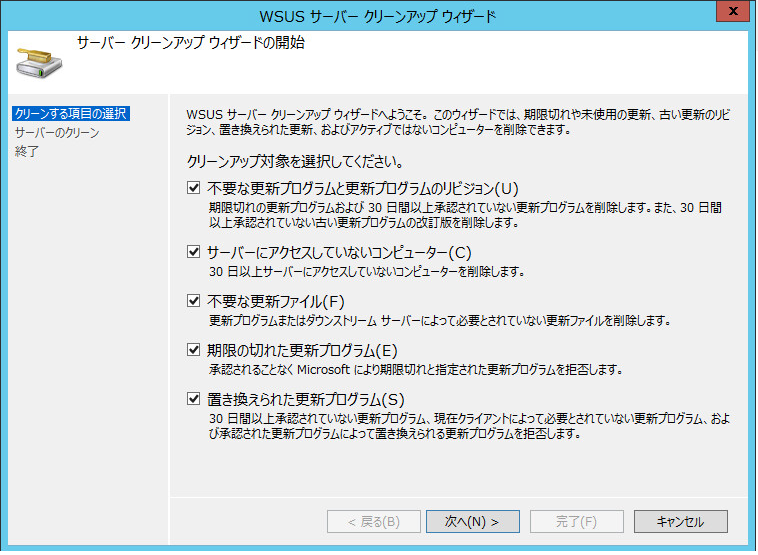 WSUS サーバー クリーンアップ ウィザード
x
サーバー クリーンアップ ウィザードの開始
クリーンする項目の選択
サーバーのクリーン
終了
WSUS サーバー クリーンアップ ウィザードへようこそ。このウィザードでは、期限切れや未使用の更新、古い更新のリビ
ジョン、置き換えられた更新、およびアクティブではないコンピューターを削除できます。
クリーンアップ対象を選択してください。
不要な更新プログラムと更新プログラムのリビジョン(U)
期限切れの更新プログラムおよび 30 日間以上承認されていない更新プログラムを削除します。また、30 日間
以上承認されていない古い更新プログラムの改訂版を削除します。
サーバーにアクセスしていないコンピューター(C)
30 日以上サーバーにアクセスしていないコンピューターを削除します。
不要な更新ファイル(F)
更新プログラムまたはダウンストリーム サーバーによって必要とされていない更新ファイルを削除します。
期限の切れた更新プログラム(E)
承認されることなく Microsoft により期限切れと指定された更新プログラムを拒否します。
置き換えられた更新プログラム(S)
30 日間以上承認されていない更新プログラム、現在クライアントによって必要とされていない更新プログラム、およ
び承認された更新プログラムによって置き換えられる更新プログラムを拒否します。
< 戻る(B)
次へ(N) >
完了(F)
キャンセル